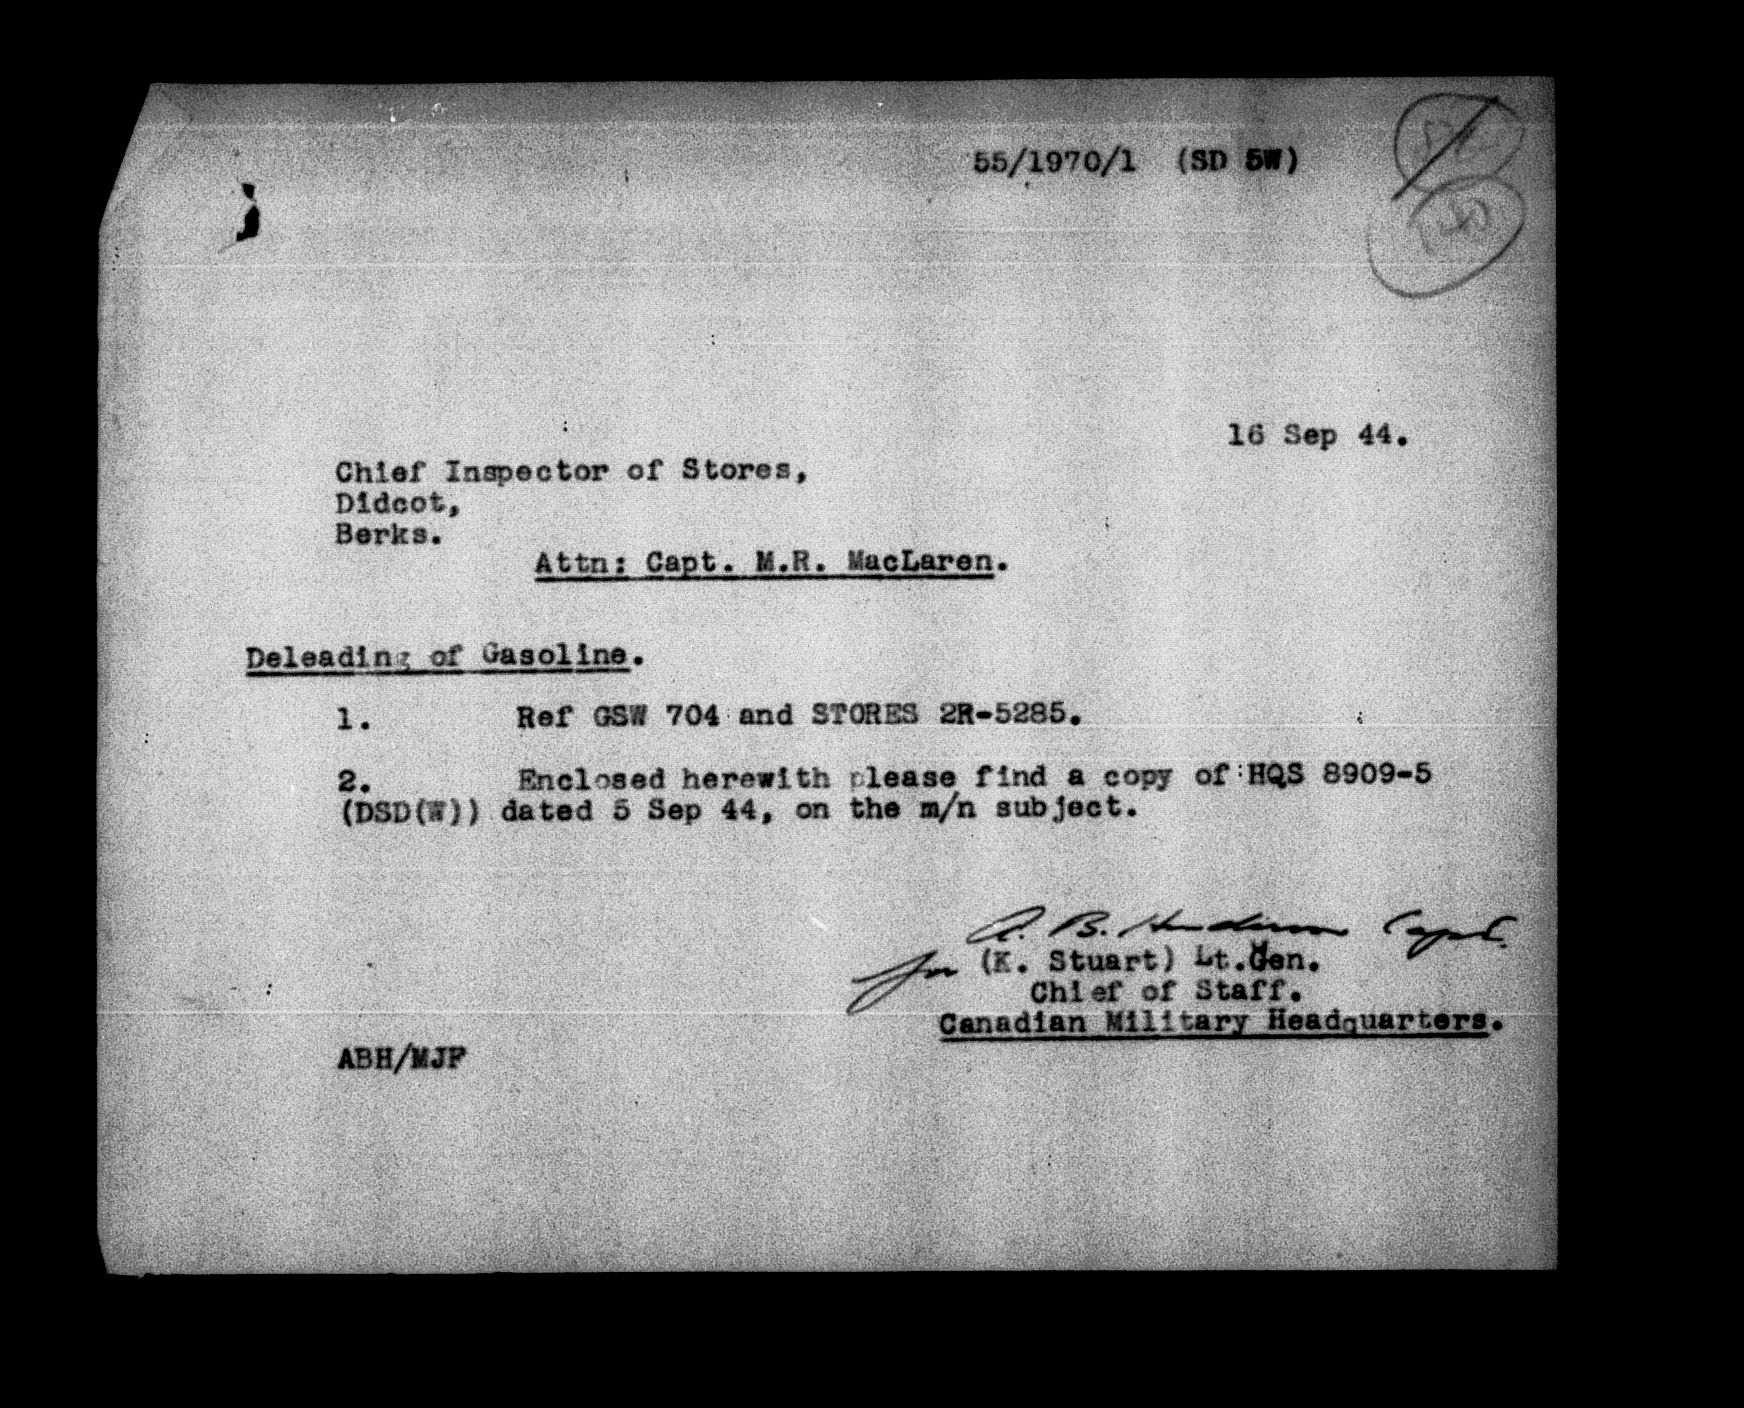 55/1970/1 (SD 5W)
16 Sep 44.
Chief Inspector of Stores,
Didcot,
Berks.
Attn: Capt. M.R. MacLaren.
Deleading of Gasoline.
1. Ref GSW 704 and STORES 2R-5285.
2. Enclosed herewith please find a copy of HQS 8909-5
(DSD(W)) dated 5 Sep 44, on the m/n subject.
A. B. Henderson Capt.
for (K. Stuart) Lt.Gen.
Chief of Staff.
Canadian Military Headquarters.
ABH/MJF